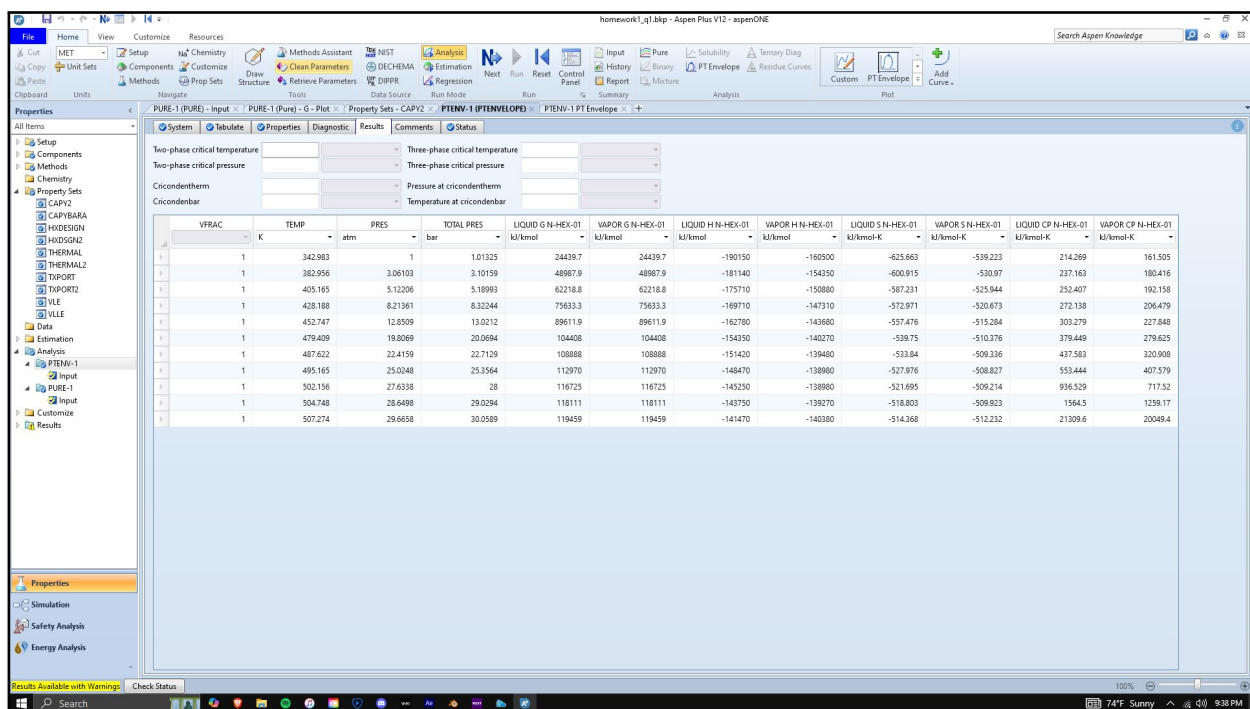 homework1_q1.bkp - Aspen Plus V12 - aspenONE
File Home View Customize Resources Search Aspen Knowledge
Cut MET Setup Na⁺ Chemistry Methods Assistant NIST Analysis Input Pure Solubility Ternary Diag
Copy Unit Sets Components Customize Draw Structure Clean Parameters DECHEMA Estimation Next Run Reset Control Panel History Binary PT Envelope Residue Curves Custom PT Envelope Add Curve
Paste Methods Prop Sets Retrieve Parameters DIPPR Regression Report Mixture
Clipboard Units Navigate Tools Data Source Run Mode Run Summary Analysis Plot
Properties
PURE-1 (PURE) - Input PURE-1 (Pure) - G - Plot Property Sets - CAPY2 PTENV-1 (PTENVELOPE) PTENV-1 PT Envelope +
All Items
Setup
Components
Methods
Chemistry
Property Sets
CAPY2
CAPYBARA
HXDESIGN
HXDSGN2
THERMAL
THERMAL2
TXPORT
TXPORT2
VLE
VLLE
Data
Estimation
Analysis
PTENV-1
Input
PURE-1
Input
Customize
Results
System Tabulate Properties Diagnostic Results Comments Status
Two-phase critical temperature Three-phase critical temperature
Two-phase critical pressure Three-phase critical pressure
Cricondentherm Pressure at cricondentherm
Cricondenbar Temperature at cricondenbar
VFRAC TEMP PRES TOTAL PRES LIQUID G N-HEX-01 VAPOR G N-HEX-01 LIQUID H N-HEX-01 VAPOR H N-HEX-01 LIQUID S N-HEX-01 VAPOR S N-HEX-01 LIQUID CP N-HEX-01 VAPOR CP N-HEX-01
K atm bar kJ/kmol kJ/kmol kJ/kmol kJ/kmol kJ/kmol-K kJ/kmol-K kJ/kmol-K kJ/kmol-K
1 342.983 1 1.01325 24439.7 24439.7 -190150 -160500 -625.663 -539.223 214.269 161.505
1 382.956 3.06103 3.10159 48987.9 48987.9 -181140 -154350 -600.915 -530.97 237.163 180.416
1 405.165 5.12206 5.18993 62218.8 62218.8 -175710 -150880 -587.231 -525.944 252.407 192.158
1 428.188 8.21361 8.32244 75633.3 75633.3 -169710 -147310 -572.971 -520.673 272.138 206.479
1 452.747 12.8509 13.0212 89611.9 89611.9 -162780 -143680 -557.476 -515.284 303.279 227.848
1 479.409 19.8069 20.0694 104408 104408 -154350 -140270 -539.75 -510.376 379.449 279.625
1 487.622 22.4159 22.7129 108888 108888 -151420 -139480 -533.84 -509.336 437.583 320.908
1 495.165 25.0248 25.3564 112970 112970 -148470 -138980 -527.976 -508.827 553.444 407.579
1 502.156 27.6338 28 116725 116725 -145250 -138980 -521.695 -509.214 936.529 717.52
1 504.748 28.6498 29.0294 118111 118111 -143750 -139270 -518.803 -509.923 1564.5 1259.17
1 507.274 29.6658 30.0589 119459 119459 -141470 -140380 -514.368 -512.232 21309.6 20049.4
Properties
Simulation
Safety Analysis
Energy Analysis
Results Available with Warnings Check Status 100%
Search 74°F Sunny 9:38 PM